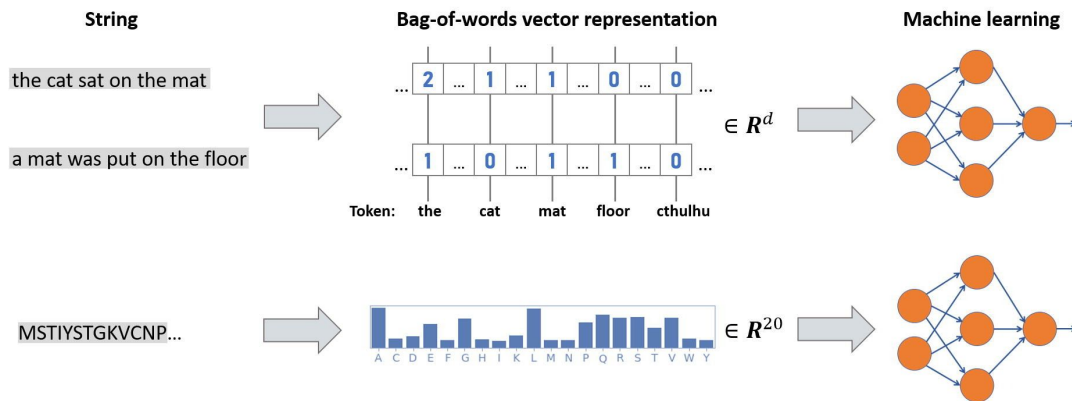 String
Bag-of-words vector representation
Machine learning
the cat sat on the mat
... 2 ... 1 ... 1 ... 0 ... 0 ...
∈ R^d
a mat was put on the floor
... 1 ... 0 ... 1 ... 1 ... 0 ...
Token: the cat mat floor cthulhu
MSTIYSTGKVCNP...
∈ R^20
A C D E F G H I K L M N P Q R S T V W Y